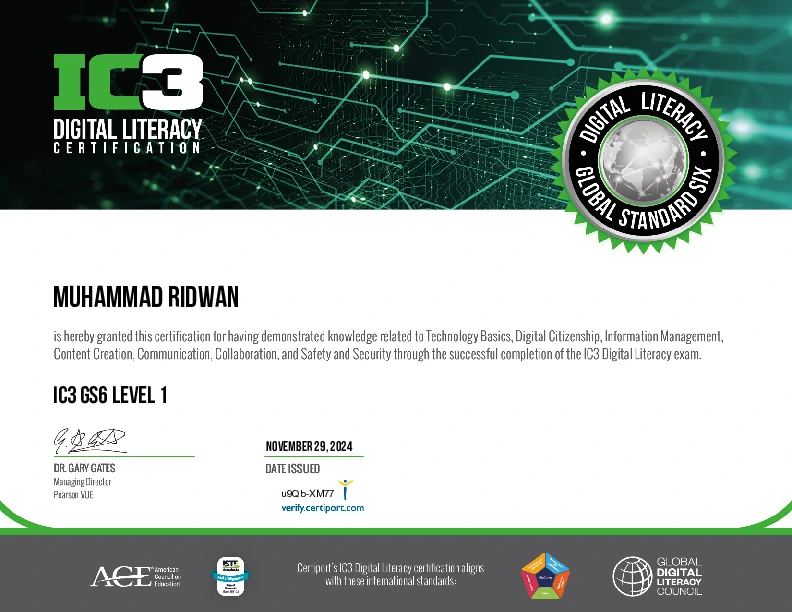 IC3
DIGITAL LITERACY
CERTIFICATION
DIGITAL LITERACY
GLOBAL STANDARD SIX
MUHAMMAD RIDWAN
is hereby granted this certification for having demonstrated knowledge related to Technology Basics, Digital Citizenship, Information Management,
Content Creation, Communication, Collaboration, and Safety and Security through the successful completion of the IC3 Digital Literacy exam.
IC3 GS6 LEVEL 1
NOVEMBER 29, 2024
DR. GARY GATES
DATE ISSUED
Managing Director
Pearson VUE
u9Qb-XM77
verify.certiport.com
ACE
American
Council on
Education
ISTE
Certiport's IC3 Digital Literacy certification aligns
with these international standards:
GLOBAL
DIGITAL
LITERACY
COUNCIL